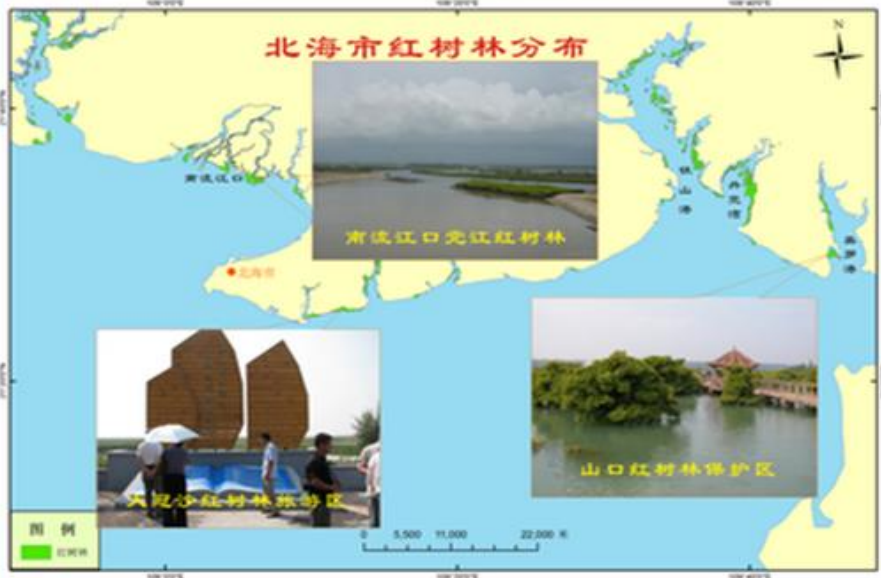 北海市红树林分布
N
南流江口
南流江口党江红树林
铁山港
丹兜湾
英罗港
北海市
大冠沙红树林旅游区
山口红树林保护区
图 例
红树林
0 5,500 11,000 22,000 米